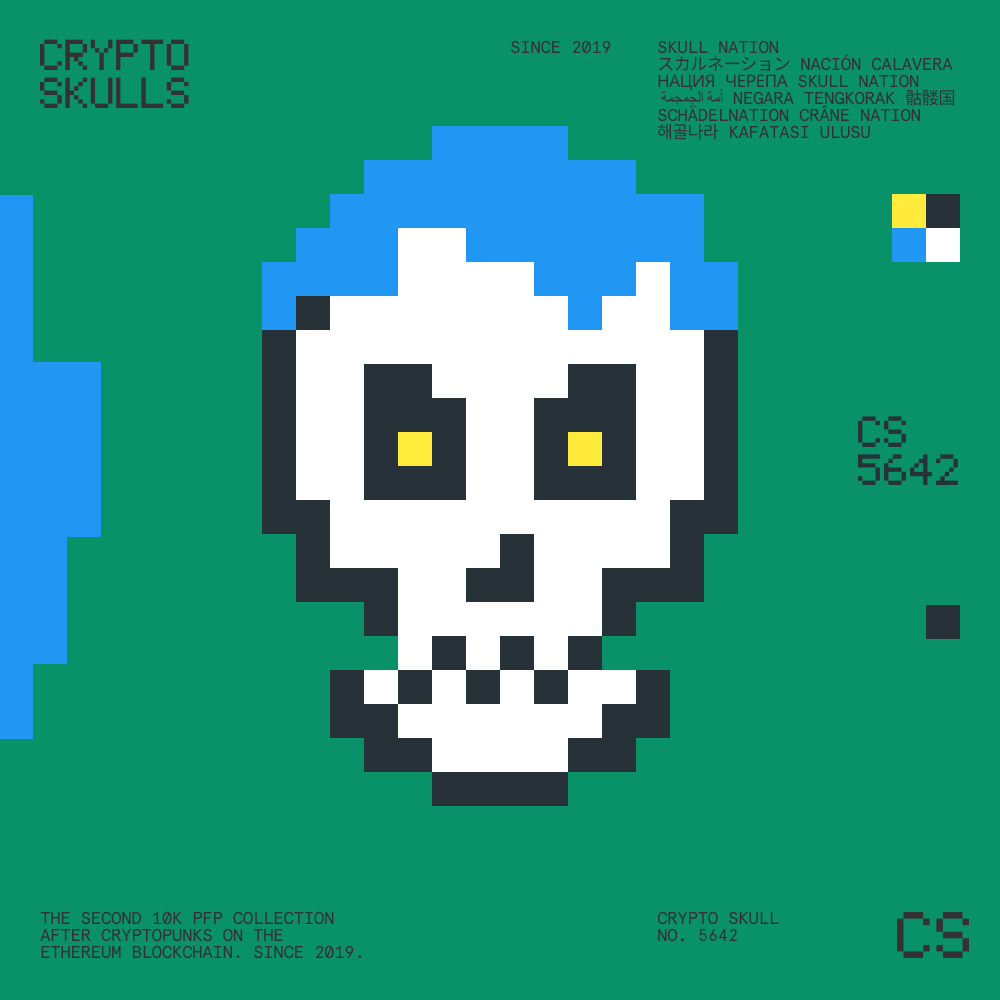 CRYPTO
SKULLS
SINCE 2019
SKULL NATION
スカルネーション NACIÓN CALAVERA
НАЦИЯ ЧЕРЕПА SKULL NATION
أمة الجمجمة NEGARA TENGKORAK 骷髅国
SCHÄDELNATION CRÂNE NATION
해골나라 KAFATASI ULUSU
CS
5642
THE SECOND 10K PFP COLLECTION
AFTER CRYPTOPUNKS ON THE
ETHEREUM BLOCKCHAIN. SINCE 2019.
CRYPTO SKULL
NO. 5642
CS